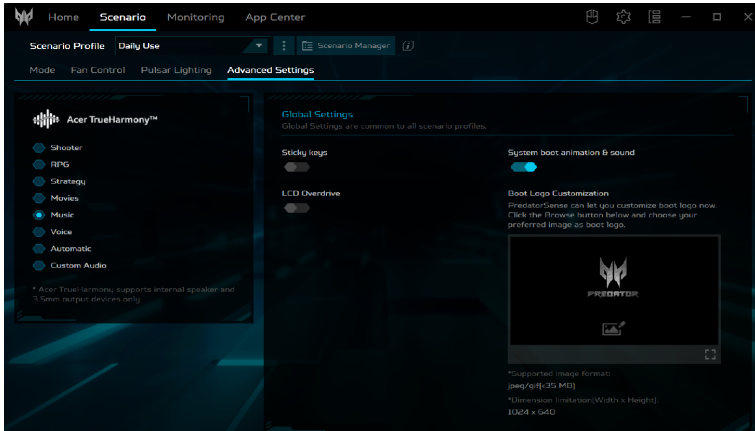 Home Scenario Monitoring App Center
Scenario Profile Daily Use Scenario Manager
Mode Fan Control Pulsar Lighting Advanced Settings
Acer TrueHarmony™
Shooter
RPG
Strategy
Movies
Music
Voice
Automatic
Custom Audio
* Acer TrueHarmony supports internal speaker and
3.5mm output devices only
Global Settings
Global Settings are common to all scenario profiles.
Sticky keys
LCD Overdrive
System boot animation & sound
Boot Logo Customization
PredatorSense can let you customize boot logo now.
Click the Browse button below and choose your
preferred image as boot logo.
PREDATOR
*Supported image format:
jpeg/gif(<35 MB)
*Dimension limitation(Width x Height):
1024 x 640